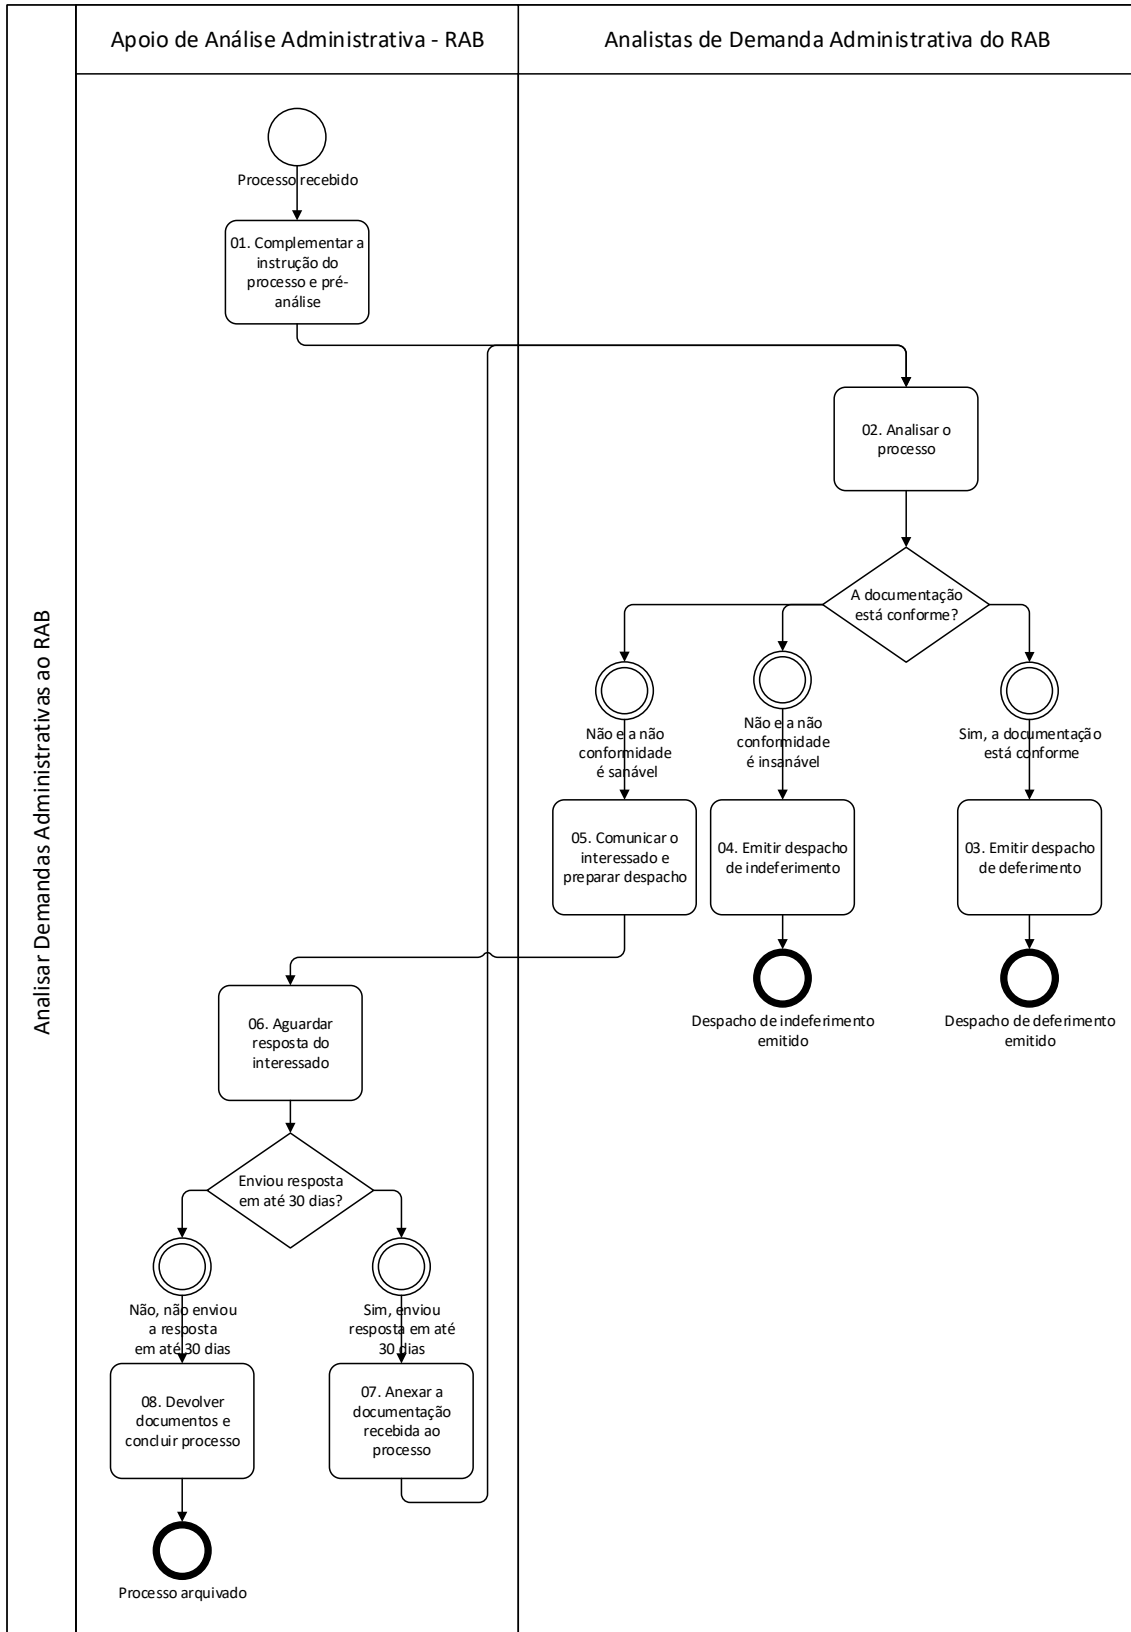 Analisar Demandas Administrativas ao RAB
Apoio de Análise Administrativa - RAB
Analistas de Demanda Administrativa do RAB
Processo recebido
01. Complementar a
instrução do
processo e pré-
análise
02. Analisar o
processo
A documentação
está conforme?
Não e a não
conformidade
é sanável
Não e a não
conformidade
é insanável
Sim, a documentação
está conforme
05. Comunicar o
interessado e
preparar despacho
04. Emitir despacho
de indeferimento
03. Emitir despacho
de deferimento
Despacho de indeferimento
emitido
Despacho de deferimento
emitido
06. Aguardar
resposta do
interessado
Enviou resposta
em até 30 dias?
Não, não enviou
a resposta
em até 30 dias
Sim, enviou
resposta em até
30 dias
08. Devolver
documentos e
concluir processo
07. Anexar a
documentação
recebida ao
processo
Processo arquivado